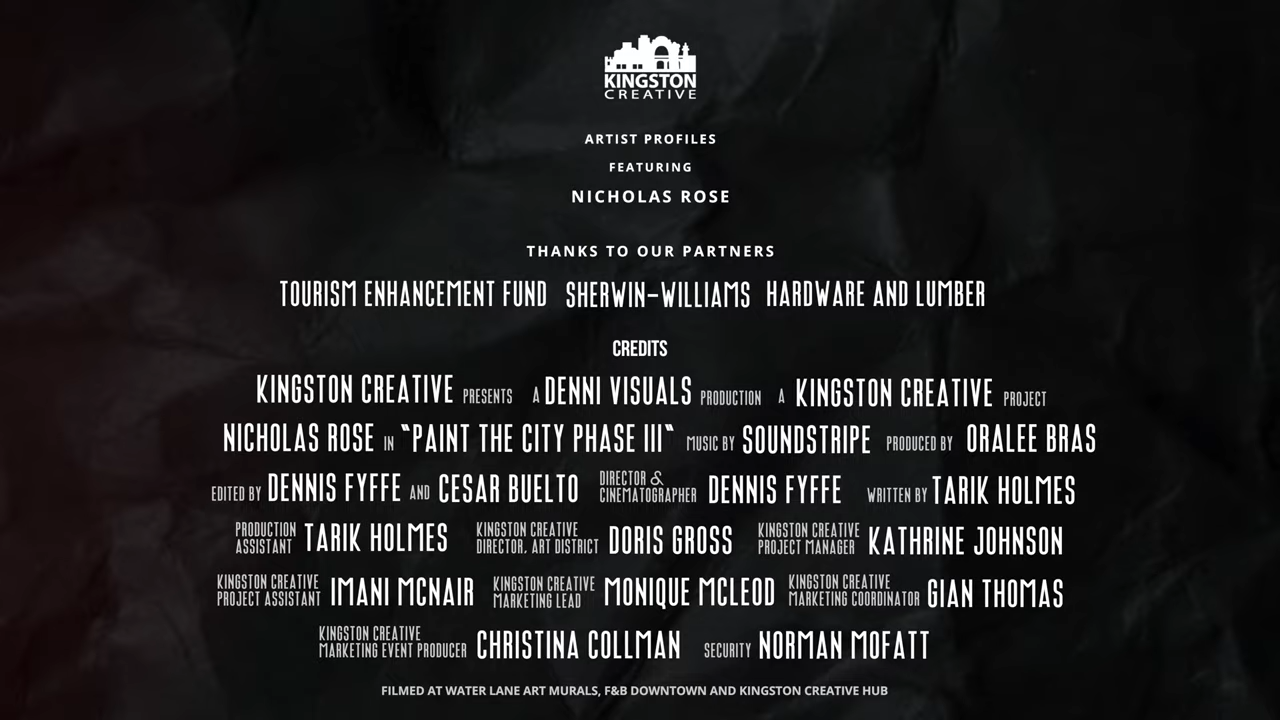 KINGSTON
CREATIVE
ARTIST PROFILES
FEATURING
NICHOLAS ROSE
THANKS TO OUR PARTNERS
TOURISM ENHANCEMENT FUND SHERWIN-WILLIAMS HARDWARE AND LUMBER
CREDITS
KINGSTON CREATIVE PRESENTS A DENNI VISUALS PRODUCTION A KINGSTON CREATIVE PROJECT
NICHOLAS ROSE IN "PAINT THE CITY PHASE III" MUSIC BY SOUNDSTRIPE PRODUCED BY ORALEE BRAS
EDITED BY DENNIS FYFFE AND CESAR BUELTO DIRECTOR & CINEMATOGRAPHER DENNIS FYFFE WRITTEN BY TARIK HOLMES
PRODUCTION ASSISTANT TARIK HOLMES KINGSTON CREATIVE DIRECTOR, ART DISTRICT DORIS GROSS KINGSTON CREATIVE PROJECT MANAGER KATHRINE JOHNSON
KINGSTON CREATIVE PROJECT ASSISTANT IMANI MCNAIR KINGSTON CREATIVE MARKETING LEAD MONIQUE MCLEOD KINGSTON CREATIVE MARKETING COORDINATOR GIAN THOMAS
KINGSTON CREATIVE MARKETING EVENT PRODUCER CHRISTINA COLLMAN SECURITY NORMAN MOFATT
FILMED AT WATER LANE ART MURALS, F&B DOWNTOWN AND KINGSTON CREATIVE HUB